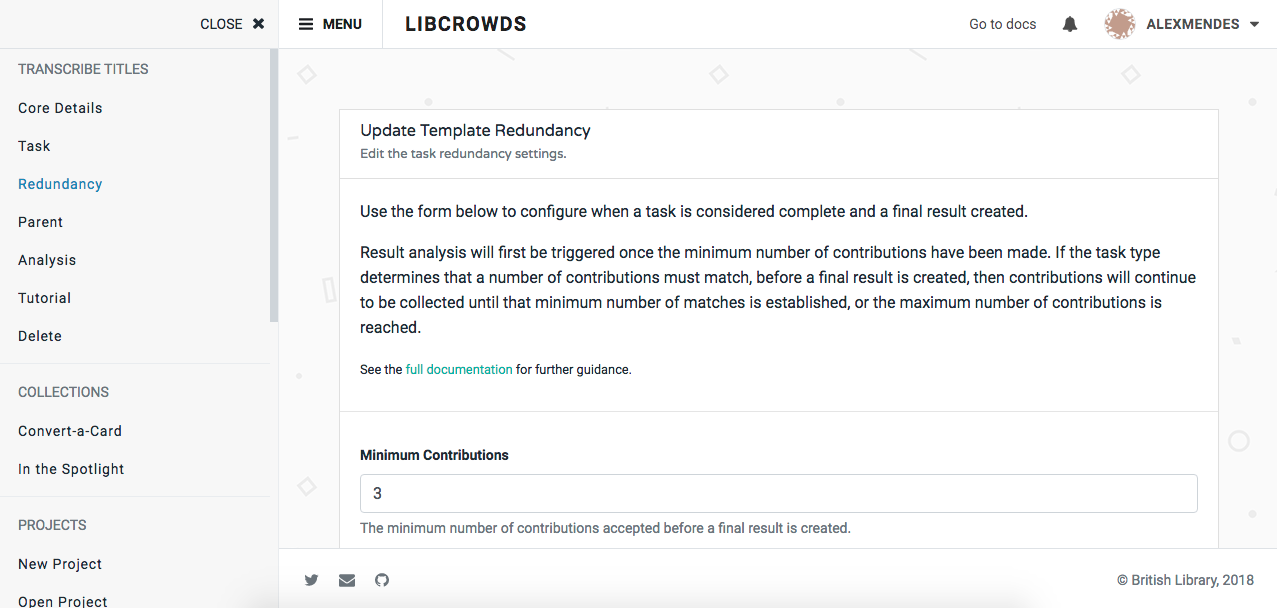 CLOSE
MENU
LIBCROWDS
Go to docs
ALEXMENDES
TRANSCRIBE TITLES
Core Details
Task
Redundancy
Parent
Analysis
Tutorial
Delete
COLLECTIONS
Convert-a-Card
In the Spotlight
PROJECTS
New Project
Open Project
Update Template Redundancy
Edit the task redundancy settings.
Use the form below to configure when a task is considered complete and a final result created.
Result analysis will first be triggered once the minimum number of contributions have been made. If the task type
determines that a number of contributions must match, before a final result is created, then contributions will continue
to be collected until that minimum number of matches is established, or the maximum number of contributions is
reached.
See the full documentation for further guidance.
Minimum Contributions
3
The minimum number of contributions accepted before a final result is created.
© British Library, 2018